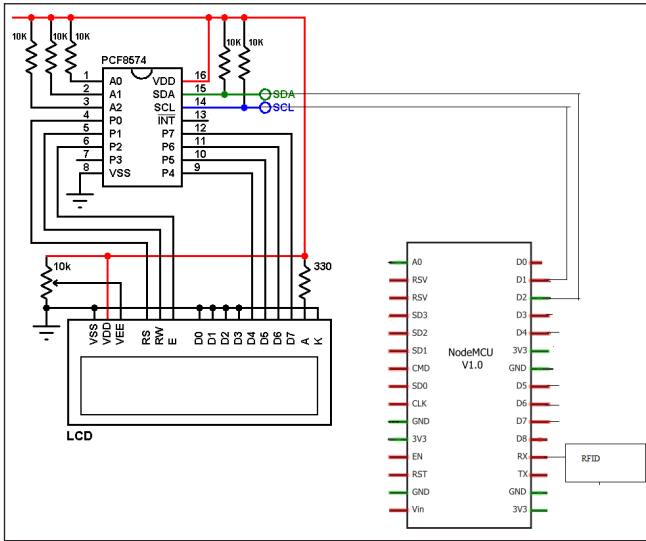 10K 10K 10K 10K 10K
PCF8574
1 A0 VDD 16
2 A1 SDA 15 SDA
3 A2 SCL 14 SCL
4 P0 INT 13
5 P1 P7 12
6 P2 P6 11
7 P3 P5 10
8 VSS P4 9
10k 330
VSS VDD VEE RS RW E D0 D1 D2 D3 D4 D5 D6 D7 A K
LCD
NodeMCU
V1.0
A0 D0
RSV D1
RSV D2
SD3 D3
SD2 D4
SD1 3V3
CMD GND
SD0 D5
CLK D6
GND D7
3V3 D8
EN RX RFID
RST TX
GND GND
Vin 3V3